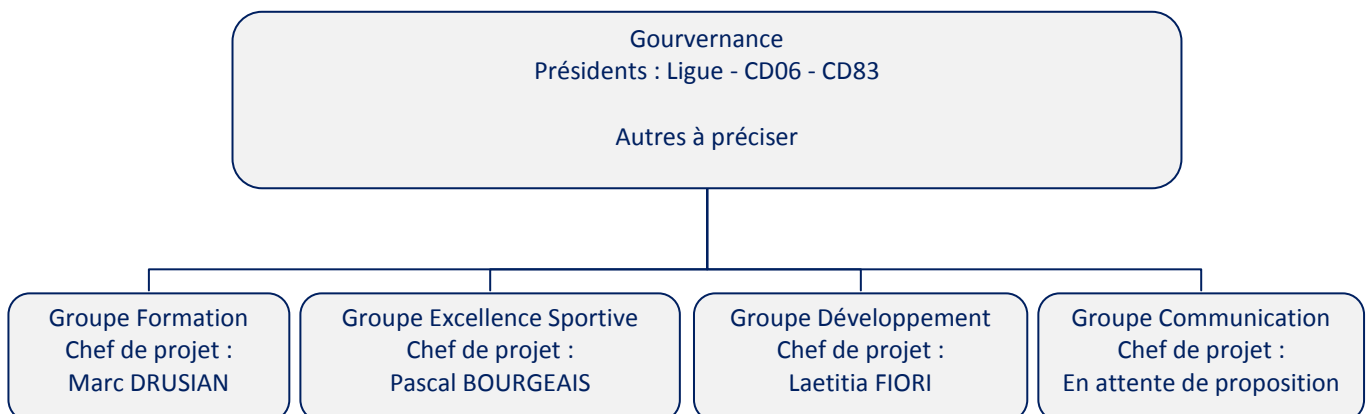 Gourvernance
Présidents : Ligue - CD06 - CD83
Autres à préciser
Groupe Formation
Chef de projet :
Marc DRUSIAN
Groupe Excellence Sportive
Chef de projet :
Pascal BOURGEAIS
Groupe Développement
Chef de projet :
Laetitia FIORI
Groupe Communication
Chef de projet :
En attente de proposition